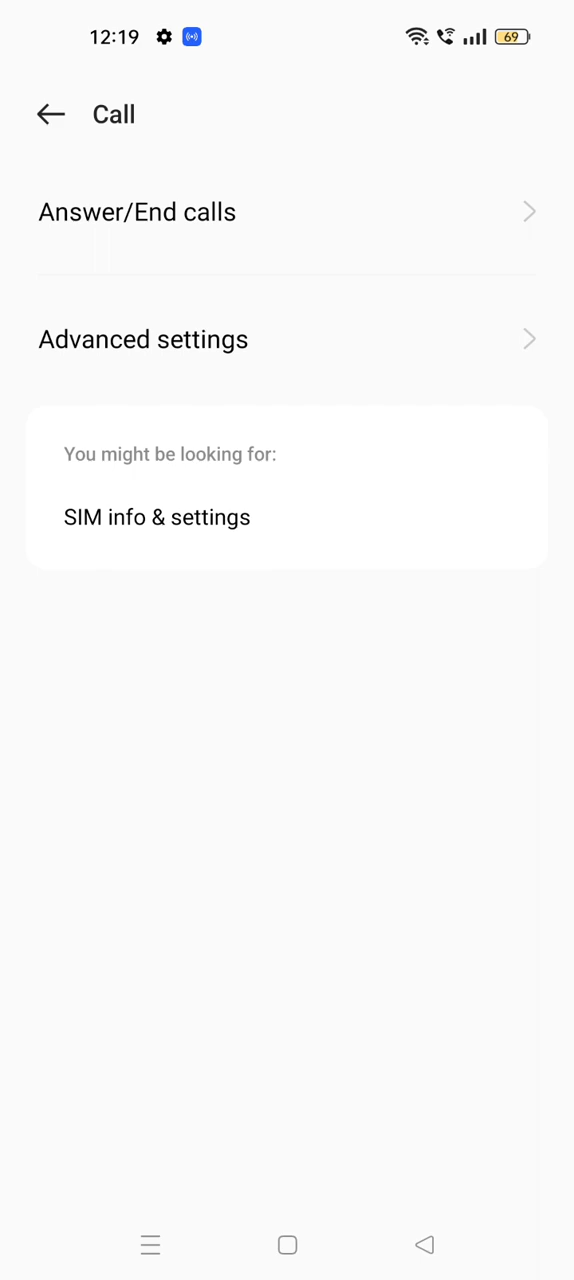 12:19
69
Call
Answer/End calls
Advanced settings
You might be looking for:
SIM info & settings